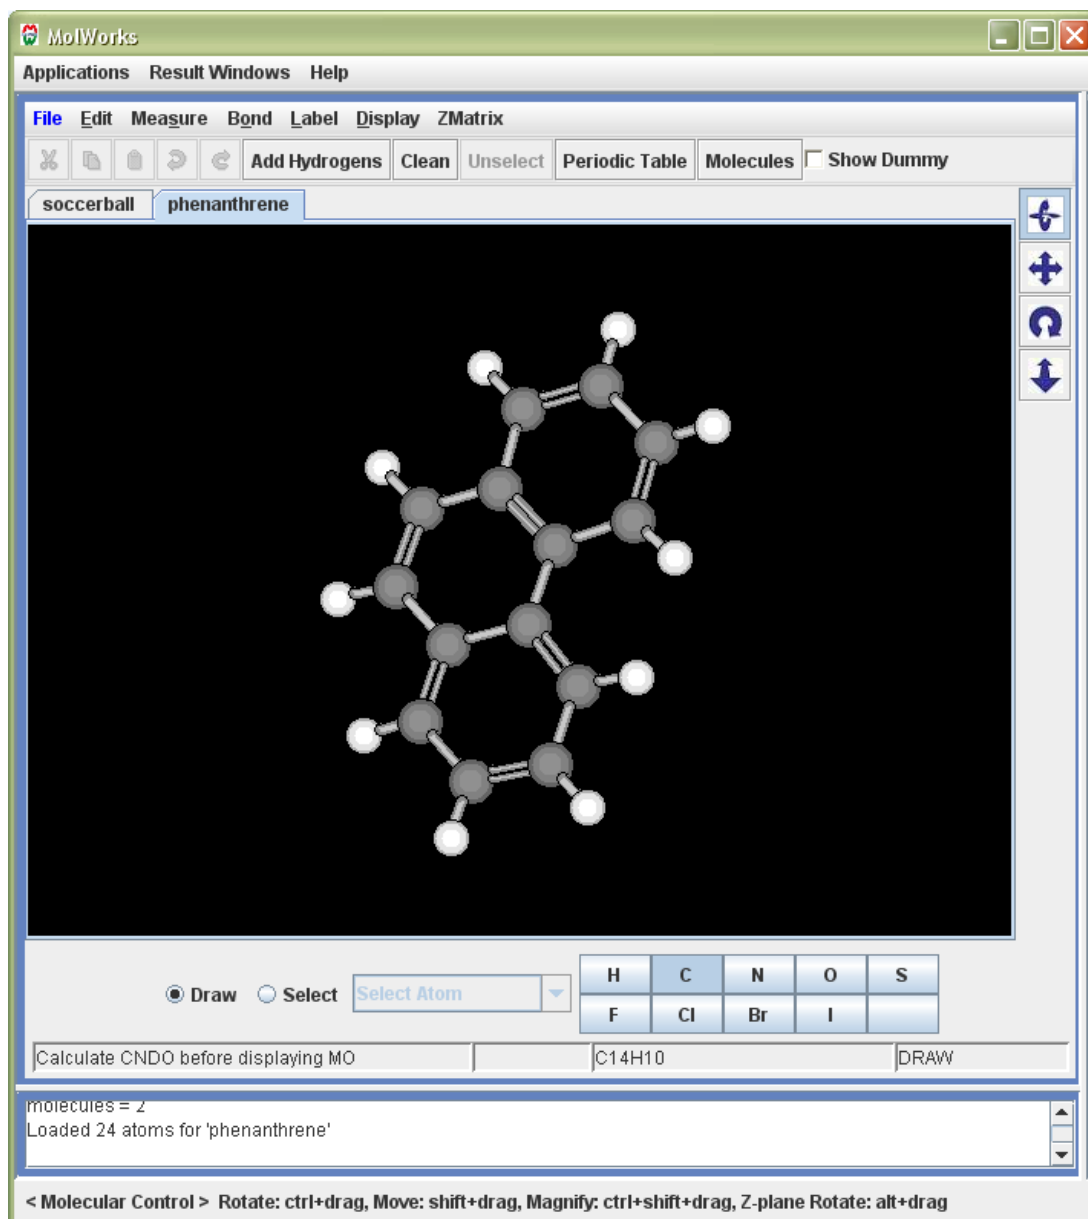 MolWorks
Applications Result Windows Help
File Edit Measure Bond Label Display ZMatrix
Add Hydrogens Clean Unselect Periodic Table Molecules Show Dummy
soccerball phenanthrene
Draw Select Select Atom
H C N O S
F Cl Br I
Calculate CNDO before displaying MO C14H10 DRAW
molecules = 2
Loaded 24 atoms for 'phenanthrene'
< Molecular Control > Rotate: ctrl+drag, Move: shift+drag, Magnify: ctrl+shift+drag, Z-plane Rotate: alt+drag